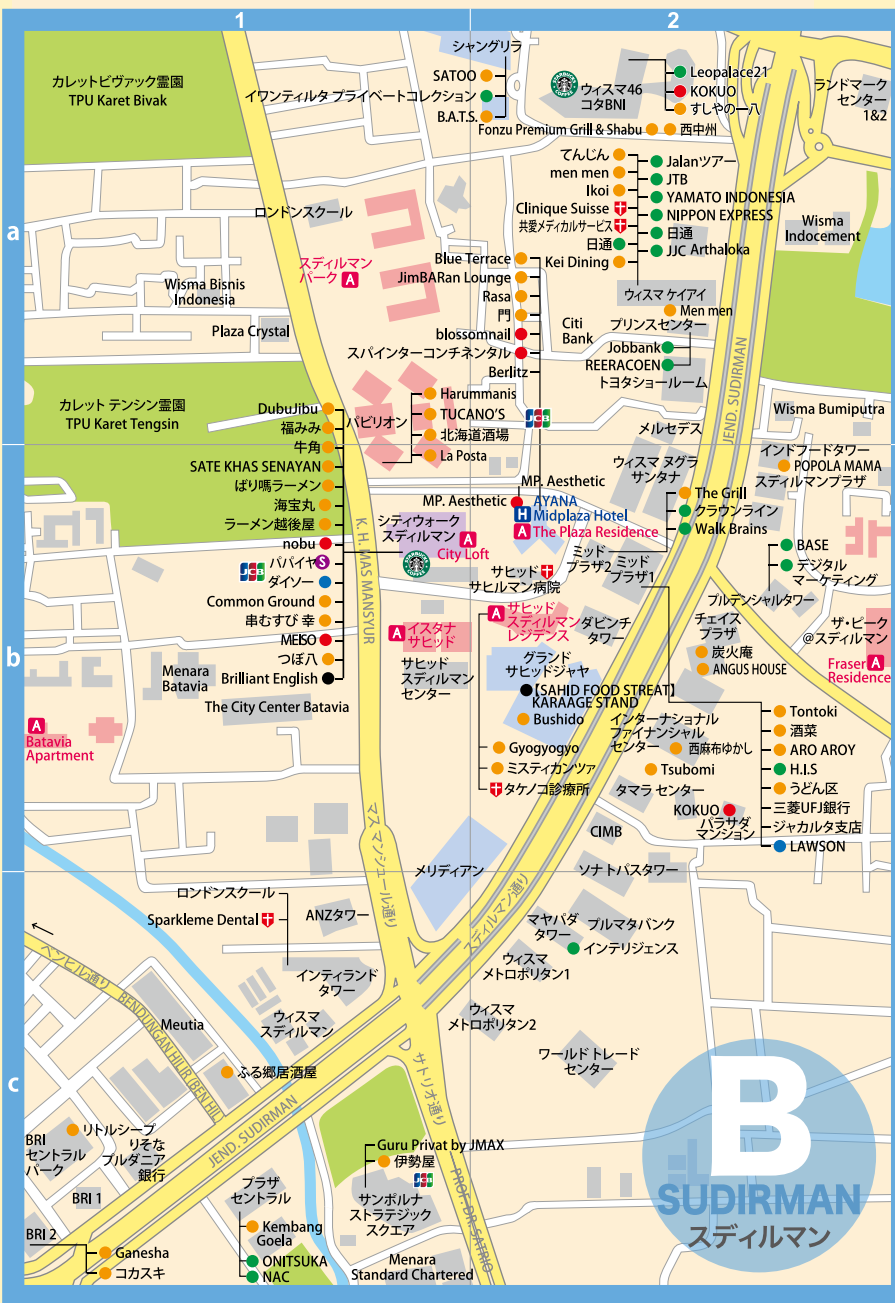 1
2
a
b
c
カレットビヴァック霊園
TPU Karet Bivak
シャングリラ
SATOO
イワンティルタ プライベートコレクション
B.A.T.S.
STARBUCKS COFFEE
ウィスマ46
コタBNI
Leopalace21
KOKUO
すしやの一八
Fonzu Premium Grill & Shabu
西中州
ランドマーク
センター
1&2
てんじん
men men
Ikoi
Clinique Suisse
共愛メディカルサービス
日通
Kei Dining
Jalanツアー
JTB
YAMATO INDONESIA
NIPPON EXPRESS
日通
JJC Arthaloka
Wisma
Indocement
ロンドンスクール
スディルマン
パーク A
Wisma Bisnis
Indonesia
Plaza Crystal
Blue Terrace
JimBARan Lounge
Rasa
門
blossomnail
スパインターコンチネンタル
Berlitz
Citi
Bank
ウィスマ ケイアイ
Men men
プリンスセンター
Jobbank
REERACOEN
トヨタショールーム
JEND. SUDIRMAN
カレット テンシン霊園
TPU Karet Tengsin
パビリオン
Harummanis
TUCANO'S
北海道酒場
La Posta
JCB
メルセデス
Wisma Bumiputra
DubuJibu
福みみ
牛角
SATE KHAS SENAYAN
ばり嗎ラーメン
海宝丸
ラーメン越後屋
nobu
パパイヤ S
JCB
ダイソー
Common Ground
串むすび 幸
MEISO
つぼ八
Brilliant English
K. H. MAS MANSYUR
MP. Aesthetic
MP. Aesthetic
AYANA
H Midplaza Hotel
A The Plaza Residence
ウィスマ ヌグラ
サンタナ
The Grill
クラウンライン
Walk Brains
インドフードタワー
POPOLA MAMA
スディルマンプラザ
シティウォーク
スディルマン
A
City Loft
STARBUCKS COFFEE
ミッド
プラザ2
ミッド
プラザ1
サヒッド
サヒルマン病院
BASE
デジタル
マーケティング
プルデンシャルタワー
A イスタナ
サヒッド
A サヒッド
スディルマン
レジデンス
ダビンチ
タワー
チェイス
プラザ
炭火庵
ANGUS HOUSE
ザ・ピーク
@スディルマン
Fraser A
Residence
サヒッド
スディルマン
センター
グランド
サヒッドジャヤ
【SAHID FOOD STREAT】
KARAAGE STAND
Bushido
Menara
Batavia
The City Center Batavia
A
Batavia
Apartment
Gyogyogyo
ミスティカンツァ
タケノコ診療所
インターナショナル
ファイナンシャル
センター
西麻布ゆかし
Tsubomi
タマラ センター
KOKUO
パラサダ
マンション
CIMB
Tontoki
酒菜
ARO AROY
H.I.S
うどん区
三菱UFJ銀行
ジャカルタ支店
LAWSON
マス マンシュール通り
メリディアン
スディルマン通り
ソナトパスタワー
ロンドンスクール
Sparkleme Dental
ANZタワー
インティランド
タワー
マヤパダ
タワー
プルマタバンク
インテリジェンス
ウィスマ
メトロポリタン1
ウィスマ
メトロポリタン2
ワールド トレード
センター
ベンヒル通り
BENDUNGAN HILIR (BEN HIL)
Meutia
ウィスマ
スディルマン
ふる郷居酒屋
JEND. SUDIRMAN
サトリオ通り
PROF. DR. SATRIO
BRI
セントラル
パーク
リトルシープ
りそな
プルダニア
銀行
BRI 1
BRI 2
Ganesha
コカスキ
プラザ
セントラル
Kembang
Goela
ONITSUKA
NAC
Guru Privat by JMAX
伊勢屋
JCB
サンポルナ
ストラテジック
スクエア
Menara
Standard Chartered
B
SUDIRMAN
スディルマン